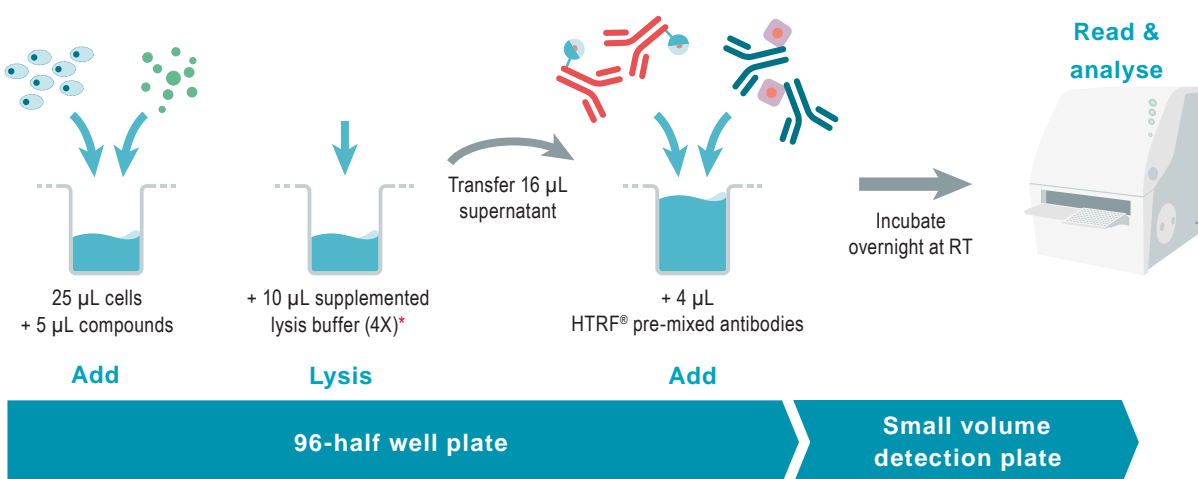 25 µL cells
+ 5 µL compounds
Add
+ 10 µL supplemented
lysis buffer (4X)*
Lysis
Transfer 16 µL
supernatant
+ 4 µL
HTRF® pre-mixed antibodies
Add
Incubate
overnight at RT
Read &
analyse
96-half well plate
Small volume
detection plate